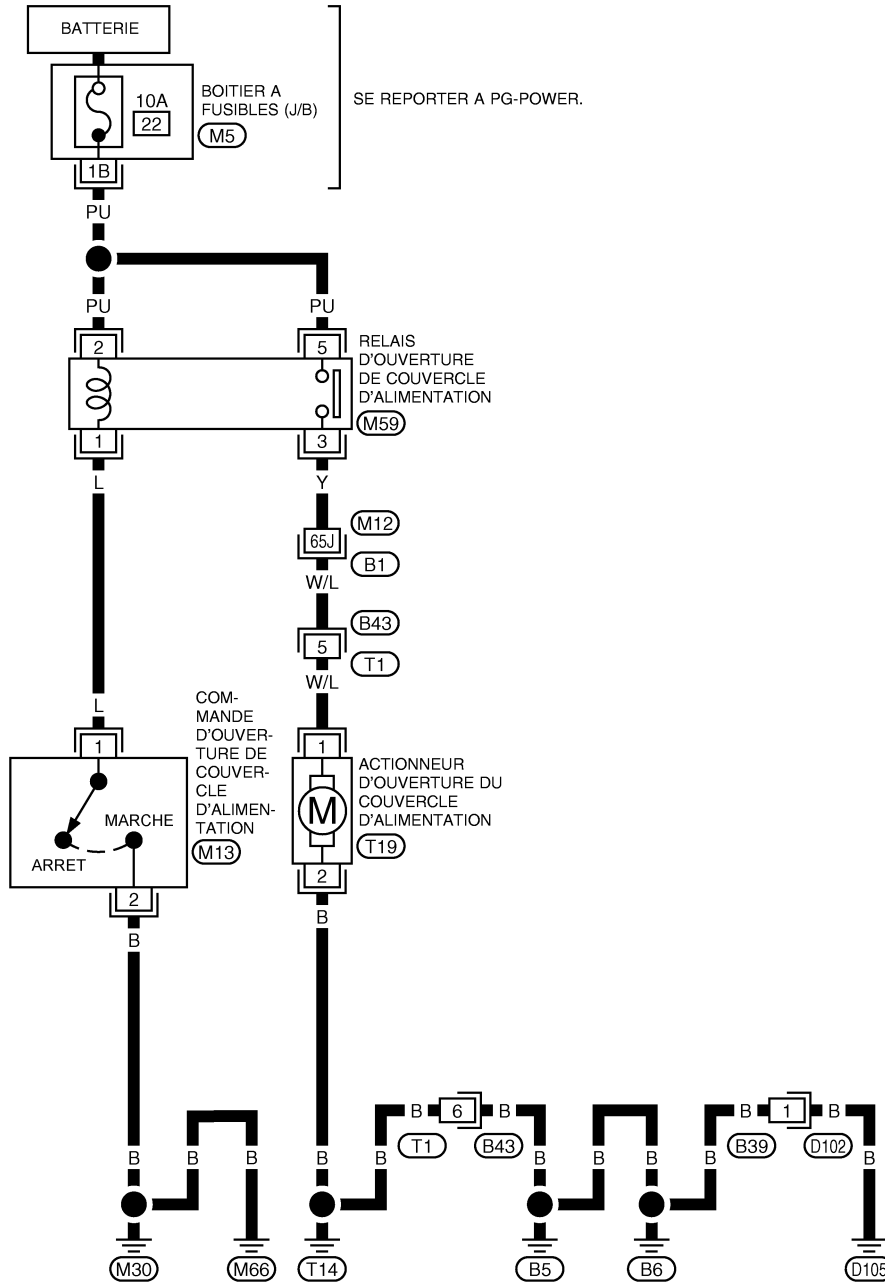 BATTERIE
10A
22
BOITIER A
FUSIBLES (J/B)
M5
SE REPORTER A PG-POWER.
1B
PU
PU
PU
2
5
RELAIS
D'OUVERTURE
DE COUVERCLE
D'ALIMENTATION
M59
1
3
L
Y
M12
65J
B1
W/L
B43
5
T1
W/L
L
COM-
MANDE
D'OUVER-
TURE DE
COUVER-
CLE
D'ALIMEN-
TATION
M13
1
MARCHE
ARRET
2
1
ACTIONNEUR
D'OUVERTURE DU
COUVERCLE
D'ALIMENTATION
T19
M
2
B
B
B
6
B
B
1
B
T1
B43
B39
D102
B
B
B
B
B
B
B
B
B
B
M30
M66
T14
B5
B6
D105